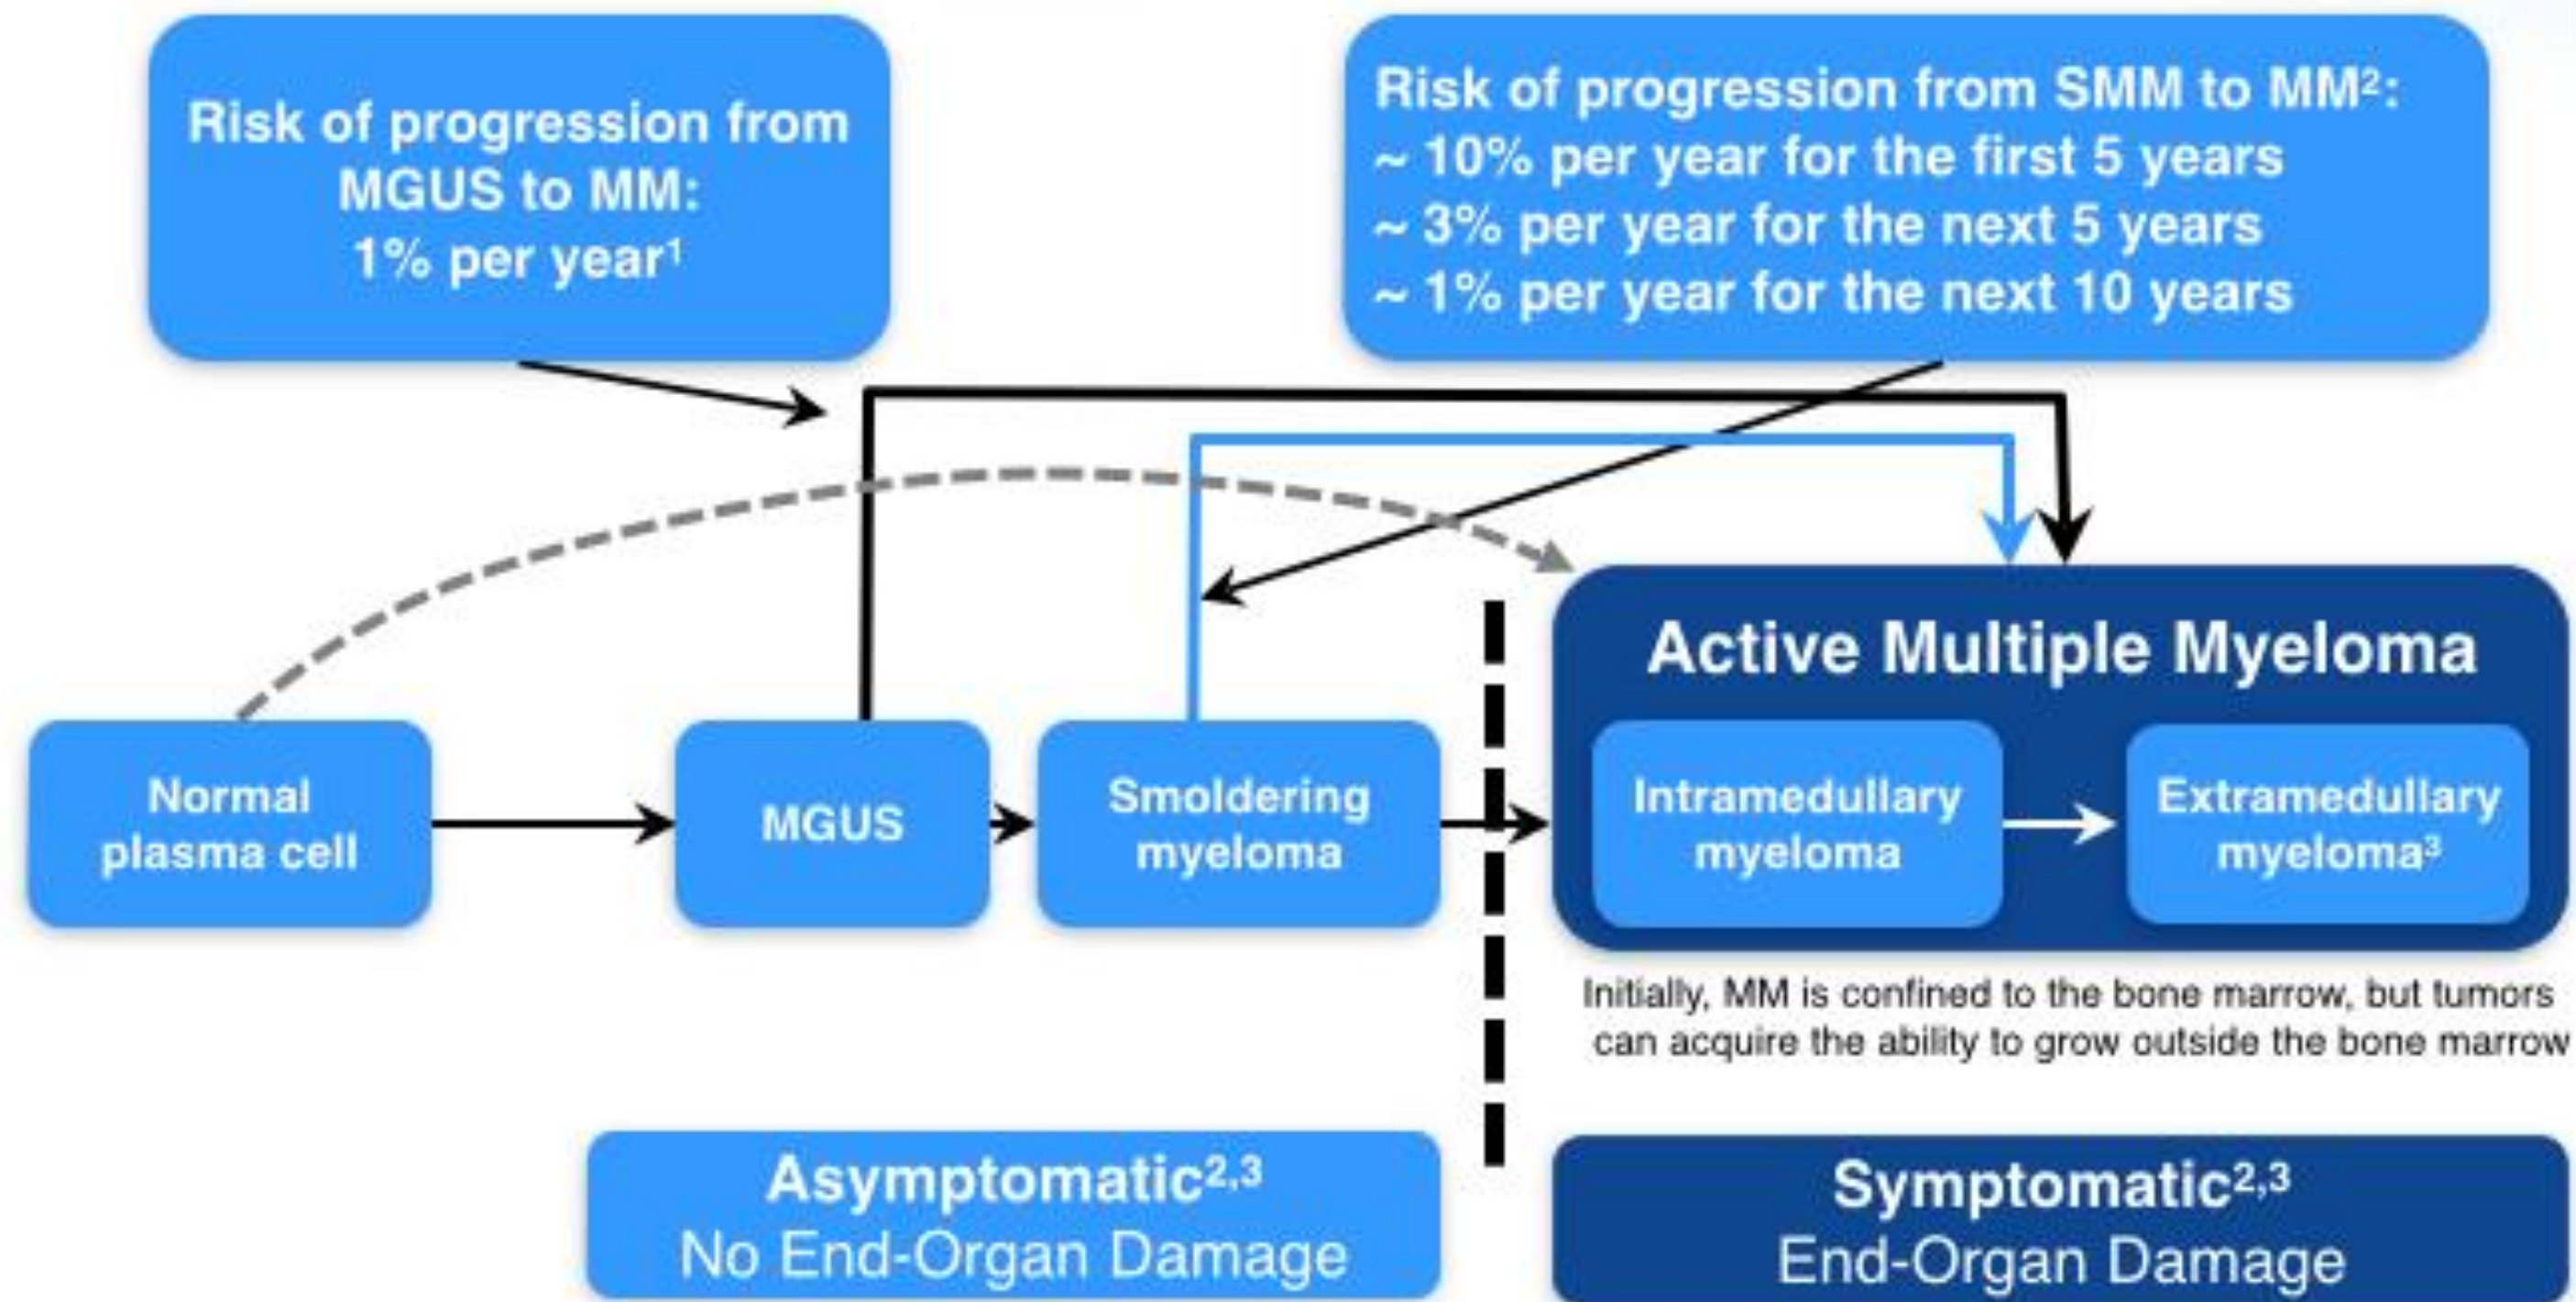 Risk of progression from
MGUS to MM:
1% per year¹
Risk of progression from SMM to MM²:
~ 10% per year for the first 5 years
~ 3% per year for the next 5 years
~ 1% per year for the next 10 years
Normal
plasma cell
MGUS
Smoldering
myeloma
Active Multiple Myeloma
Intramedullary
myeloma
Extramedullary
myeloma³
Initially, MM is confined to the bone marrow, but tumors
can acquire the ability to grow outside the bone marrow
Asymptomatic²,³
No End-Organ Damage
Symptomatic²,³
End-Organ Damage